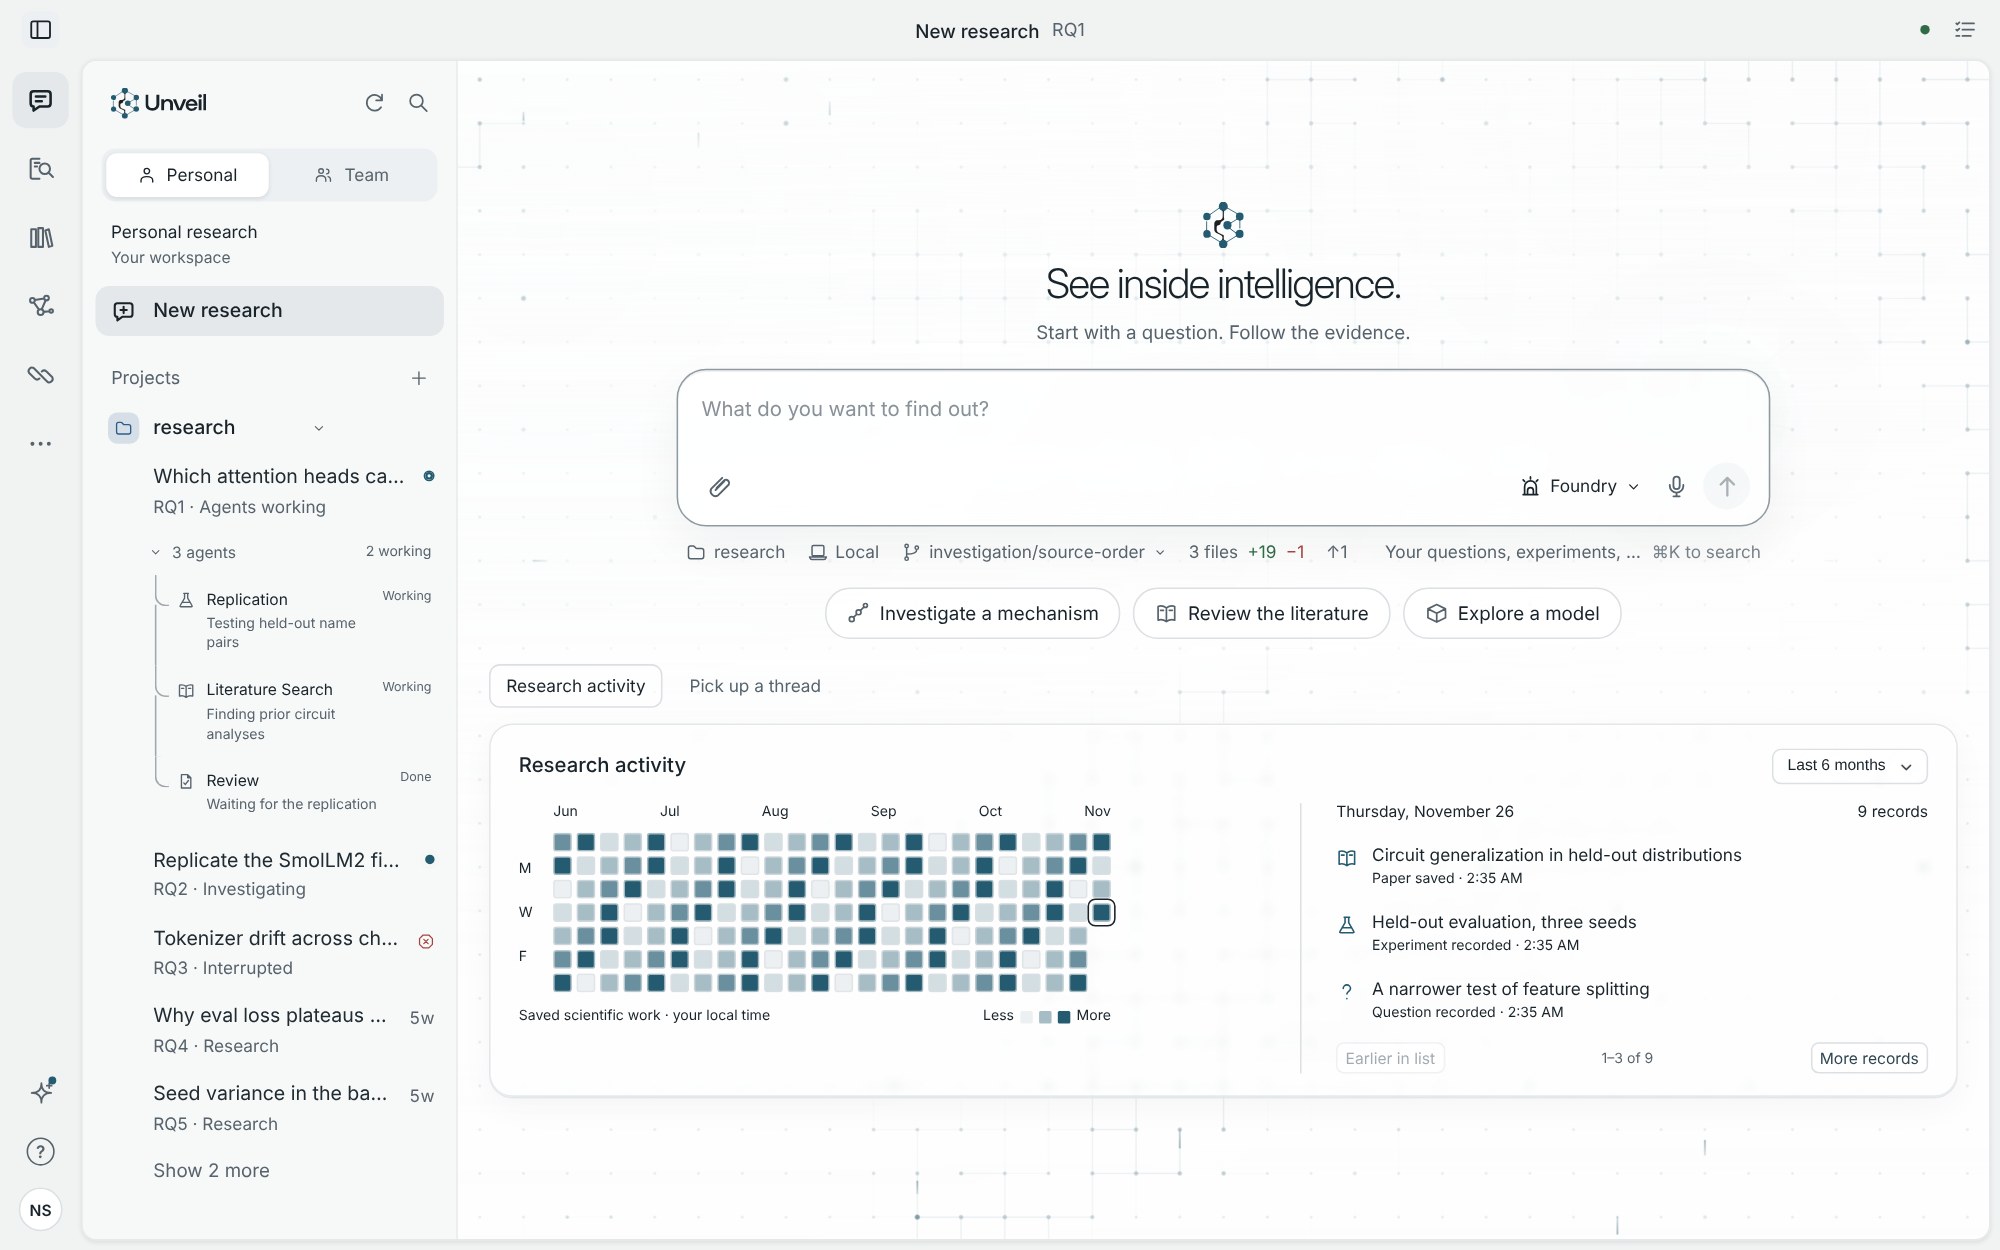 New research RQ1
Unveil
Personal
Team
Personal research
Your workspace
New research
Projects
research
Which attention heads ca...
RQ1 · Agents working
3 agents
2 working
Replication
Working
Testing held-out name
pairs
Literature Search
Working
Finding prior circuit
analyses
Review
Done
Waiting for the replication
Replicate the SmolLM2 fi...
RQ2 · Investigating
Tokenizer drift across ch...
RQ3 · Interrupted
Why eval loss plateaus ...
5w
RQ4 · Research
Seed variance in the ba...
5w
RQ5 · Research
Show 2 more
NS
See inside intelligence.
Start with a question. Follow the evidence.
What do you want to find out?
Foundry
research
Local
investigation/source-order
3 files +19 −1 ↑1
Your questions, experiments, ...
⌘K to search
Investigate a mechanism
Review the literature
Explore a model
Research activity
Pick up a thread
Research activity
Last 6 months
Jun Jul Aug Sep Oct Nov
M
W
F
Saved scientific work · your local time
Less
More
Thursday, November 26
9 records
Circuit generalization in held-out distributions
Paper saved · 2:35 AM
Held-out evaluation, three seeds
Experiment recorded · 2:35 AM
? A narrower test of feature splitting
Question recorded · 2:35 AM
Earlier in list
1–3 of 9
More records